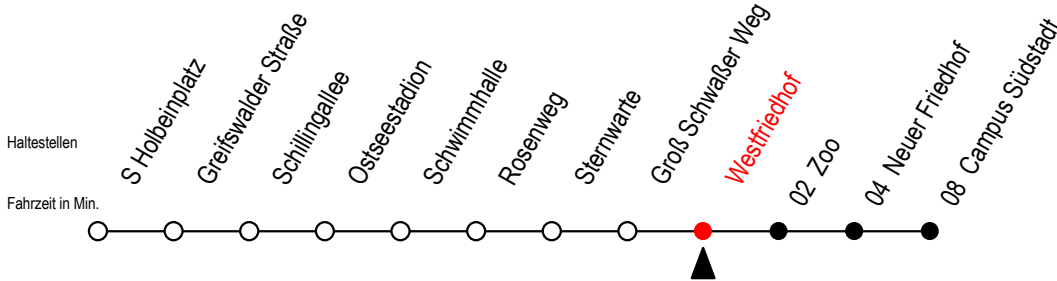 Haltestellen
Fahrzeit in Min.
S Holbeinplatz
Greifswalder Straße
Schillingallee
Ostseestadion
Schwimmhalle
Rosenweg
Sternwarte
Groß Schwaßer Weg
Westfriedhof
02 Zoo
04 Neuer Friedhof
08 Campus Südstadt